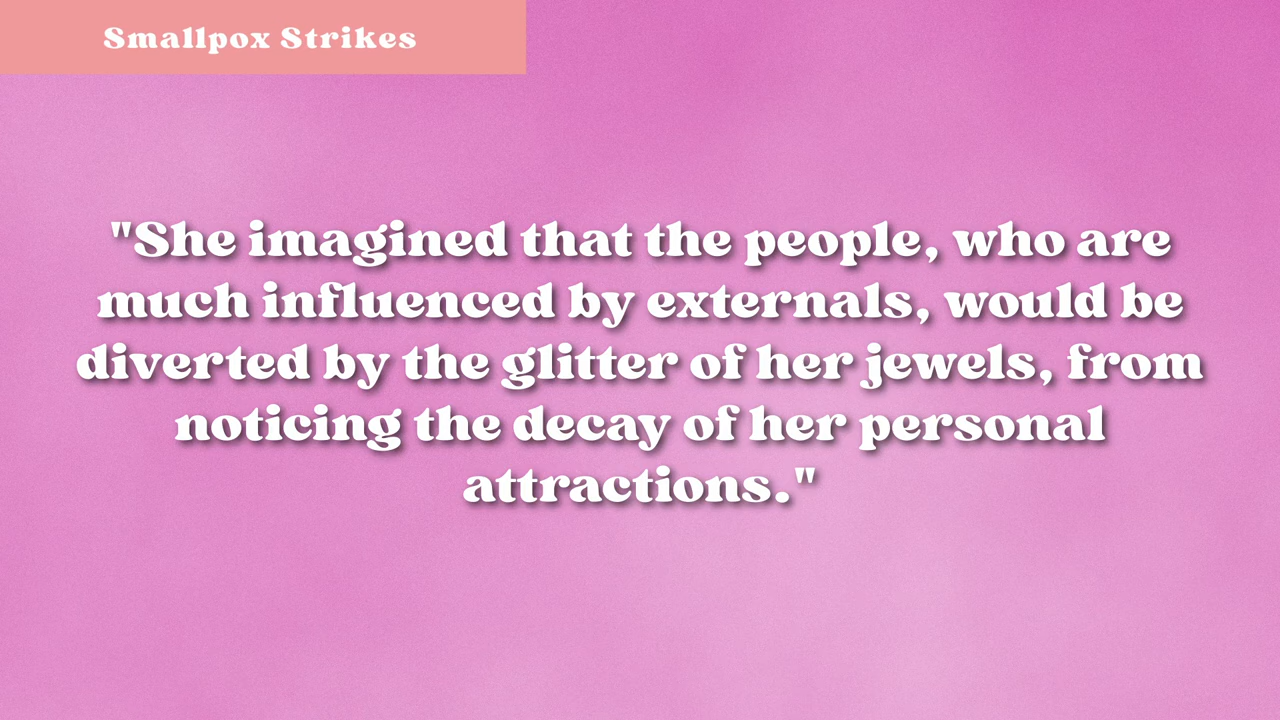 Smallpox Strikes
"She imagined that the people, who are
much influenced by externals, would be
diverted by the glitter of her jewels, from
noticing the decay of her personal
attractions."